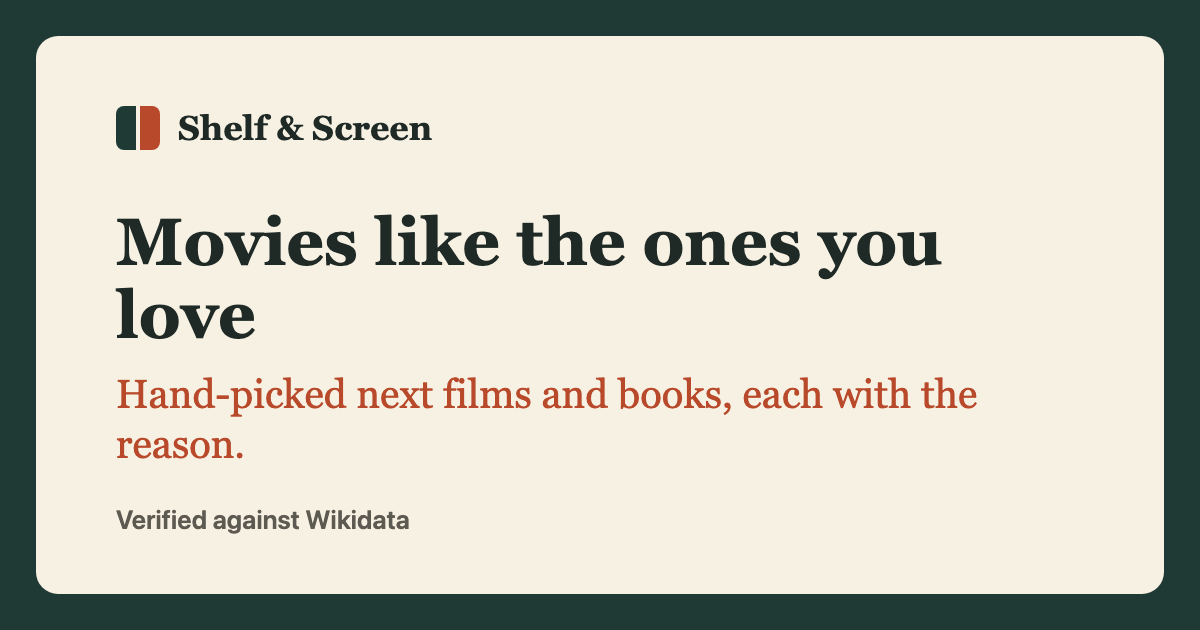 Shelf & Screen
Movies like the ones you
love
Hand-picked next films and books, each with the
reason.
Verified against Wikidata